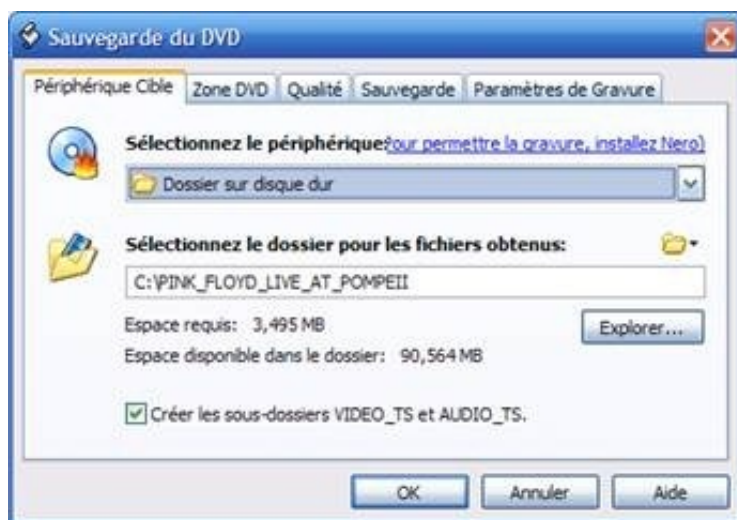 Sauvegarde du DVD
Périphérique Cible Zone DVD Qualité Sauvegarde Paramètres de Gravure
Sélectionnez le périphérique: our permettre la gravure, installez Nero)
Dossier sur disque dur
Sélectionnez le dossier pour les fichiers obtenus:
C:\PINK_FLOYD_LIVE_AT_POMPEII
Espace requis: 3,495 MB
Explorer...
Espace disponible dans le dossier: 90,564 MB
Créer les sous-dossiers VIDEO_TS et AUDIO_TS.
OK Annuler Aide